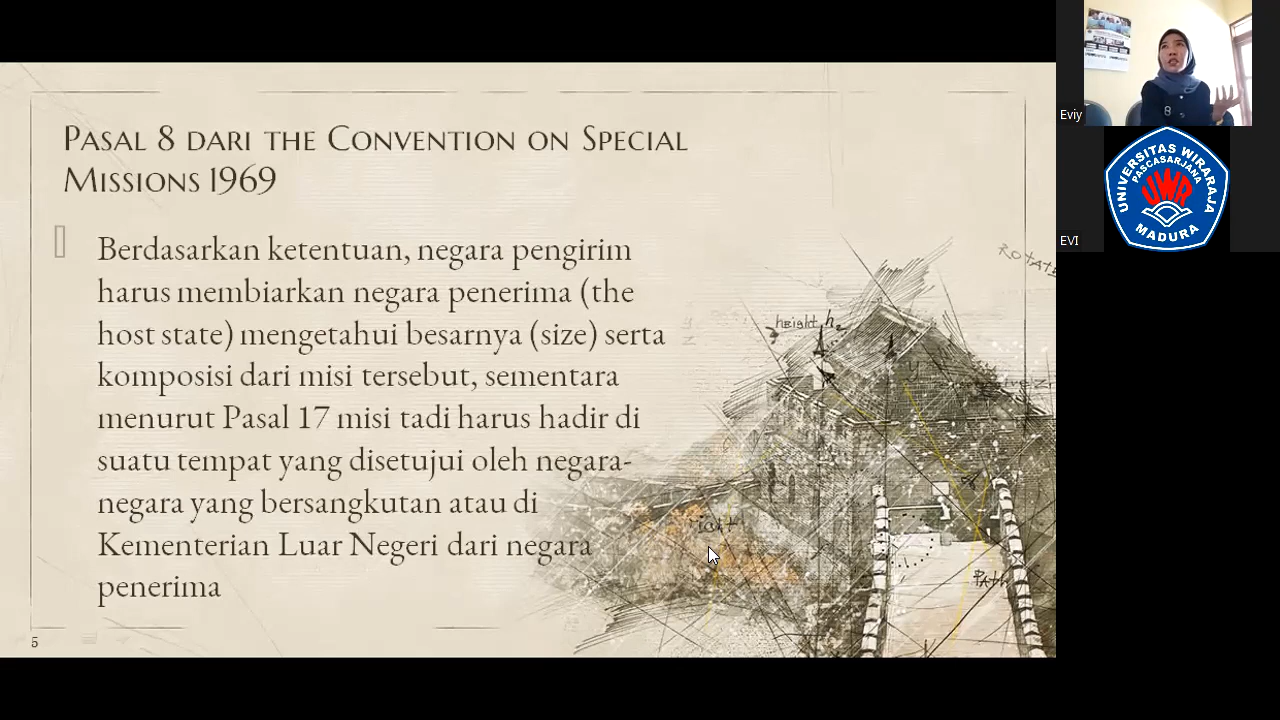 Pasal 8 dari the Convention on Special
Missions 1969
Berdasarkan ketentuan, negara pengirim
harus membiarkan negara penerima (the
host state) mengetahui besarnya (size) serta
komposisi dari misi tersebut, sementara
menurut Pasal 17 misi tadi harus hadir di
suatu tempat yang disetujui oleh negara-
negara yang bersangkutan atau di
Kementerian Luar Negeri dari negara
penerima
5
height h
ROTATE
PATH
Eviy
UNIVERSITAS WIRARAJA
PASCASARJANA
UWR
MADURA
EVI